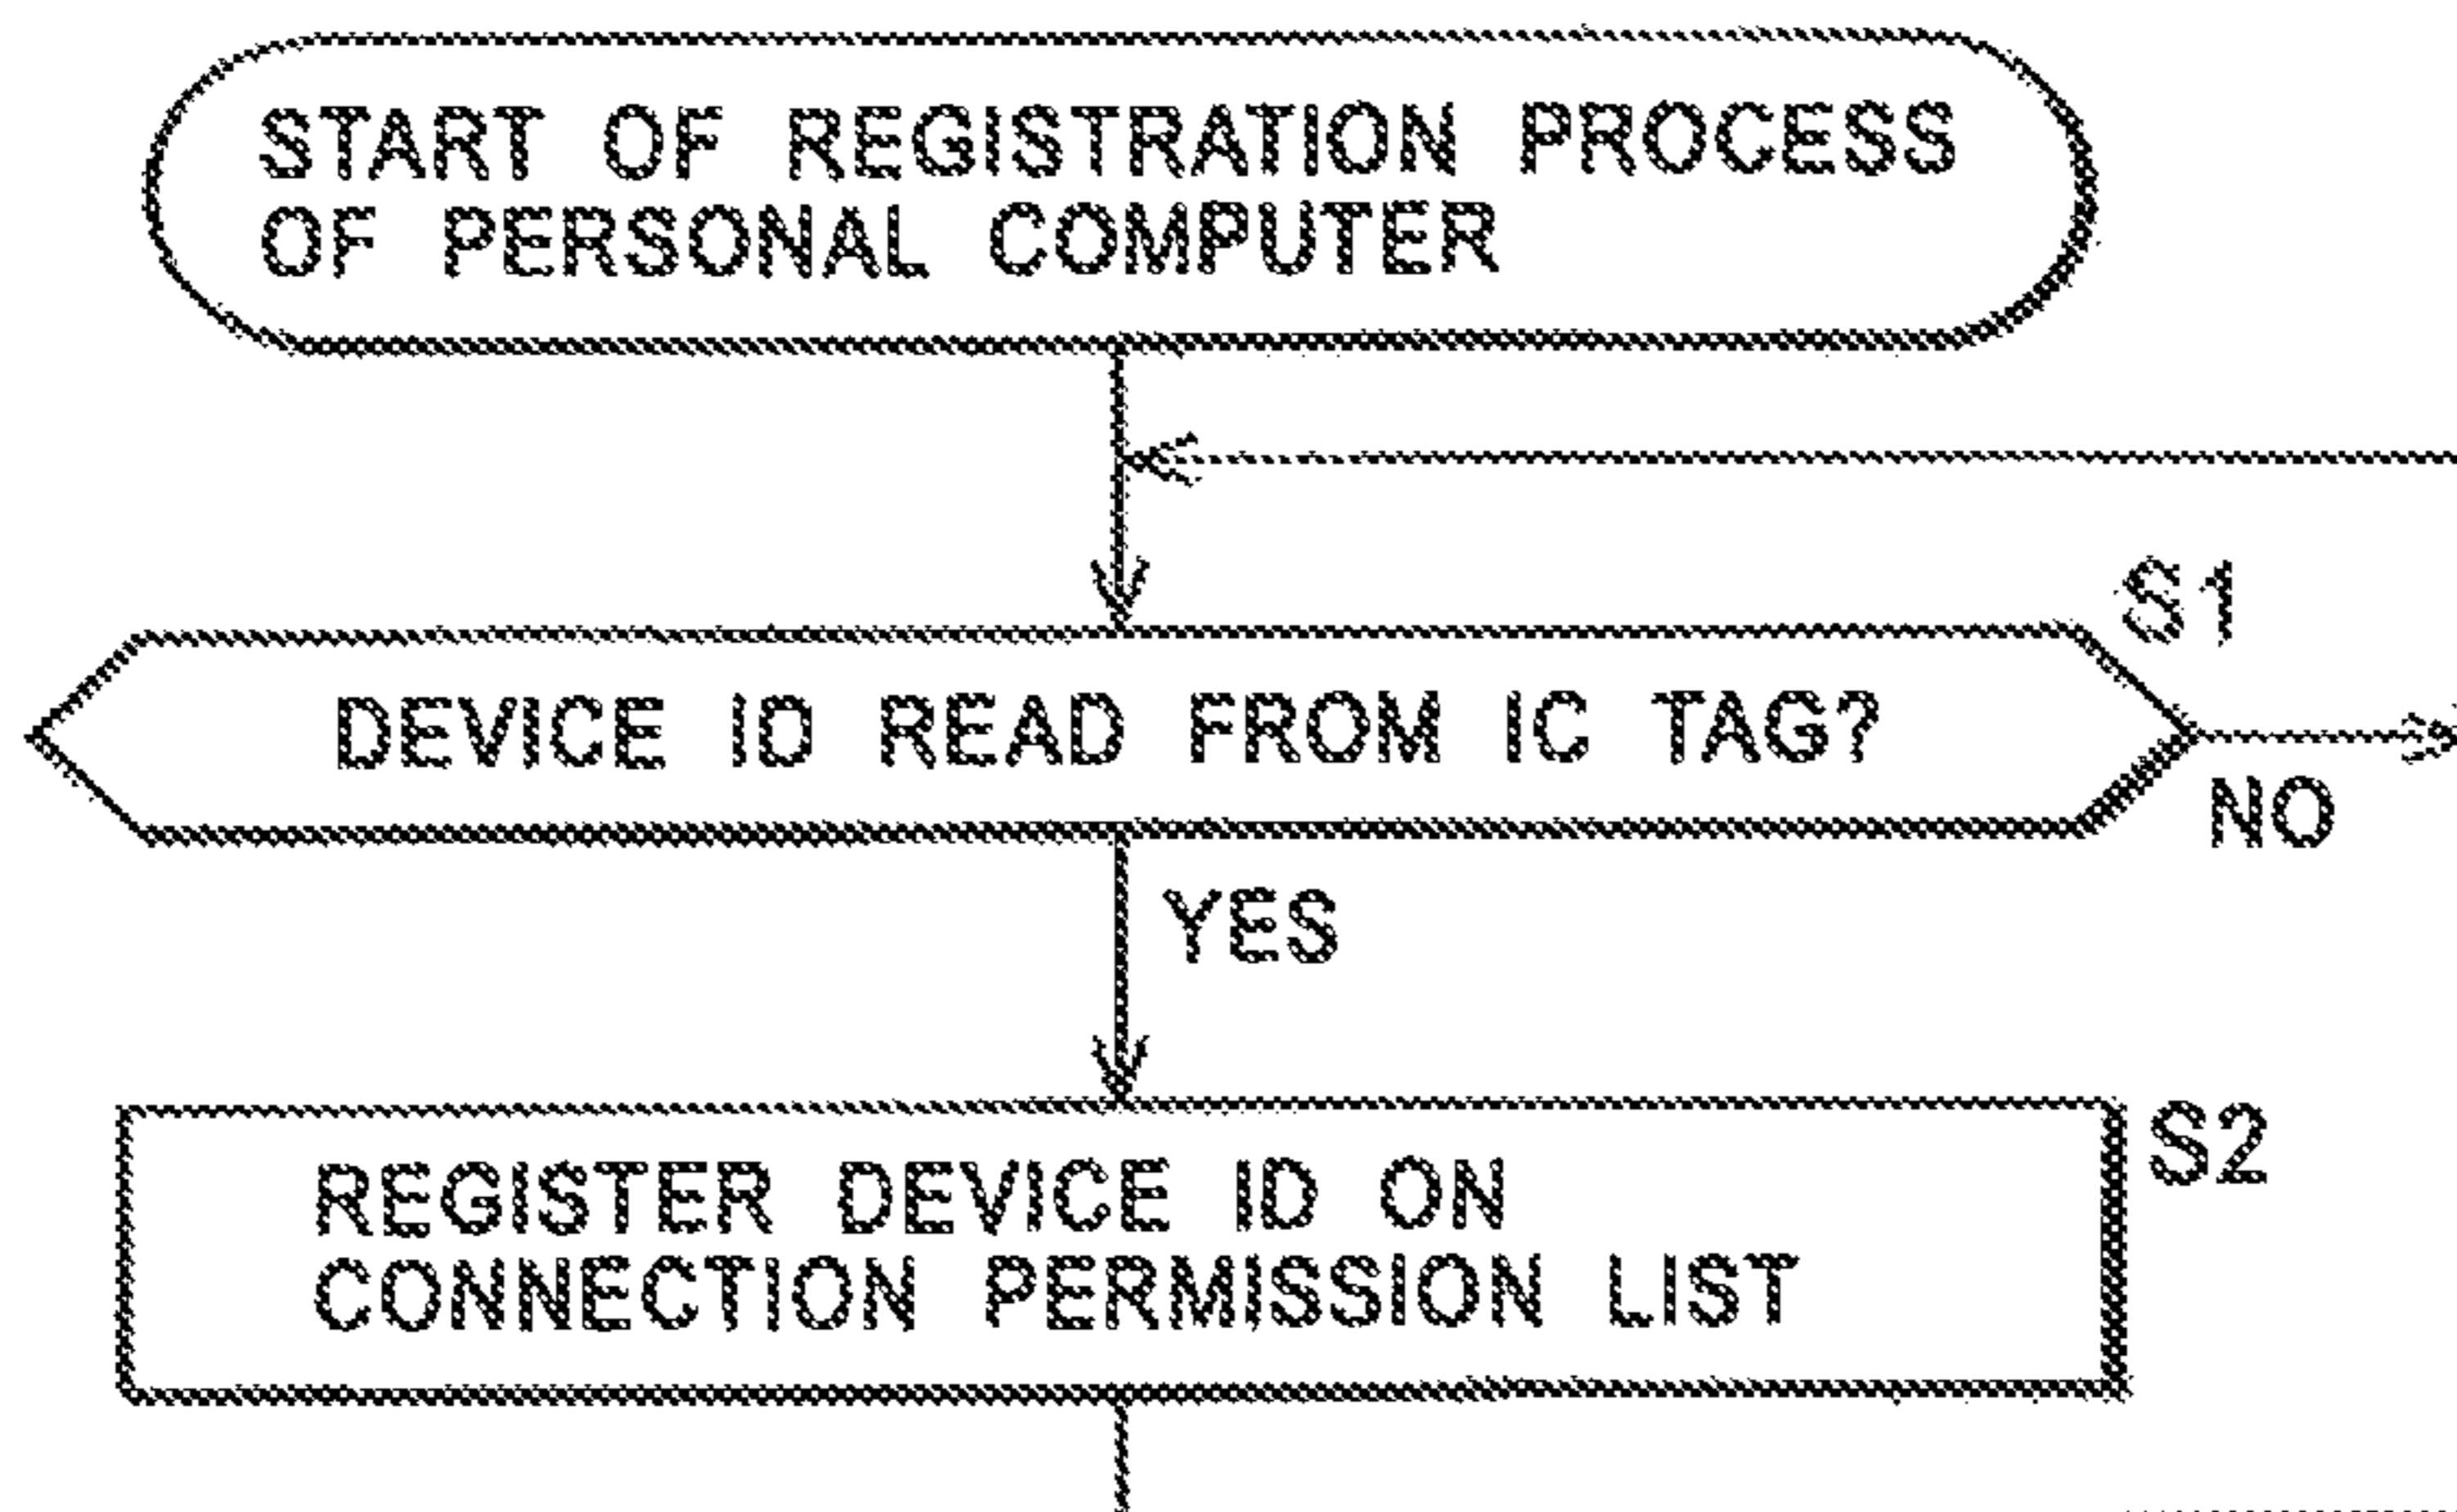 START OF REGISTRATION PROCESS
OF PERSONAL COMPUTER
S1
DEVICE ID READ FROM IC TAG?
NO
YES
S2
REGISTER DEVICE ID ON
CONNECTION PERMISSION LIST